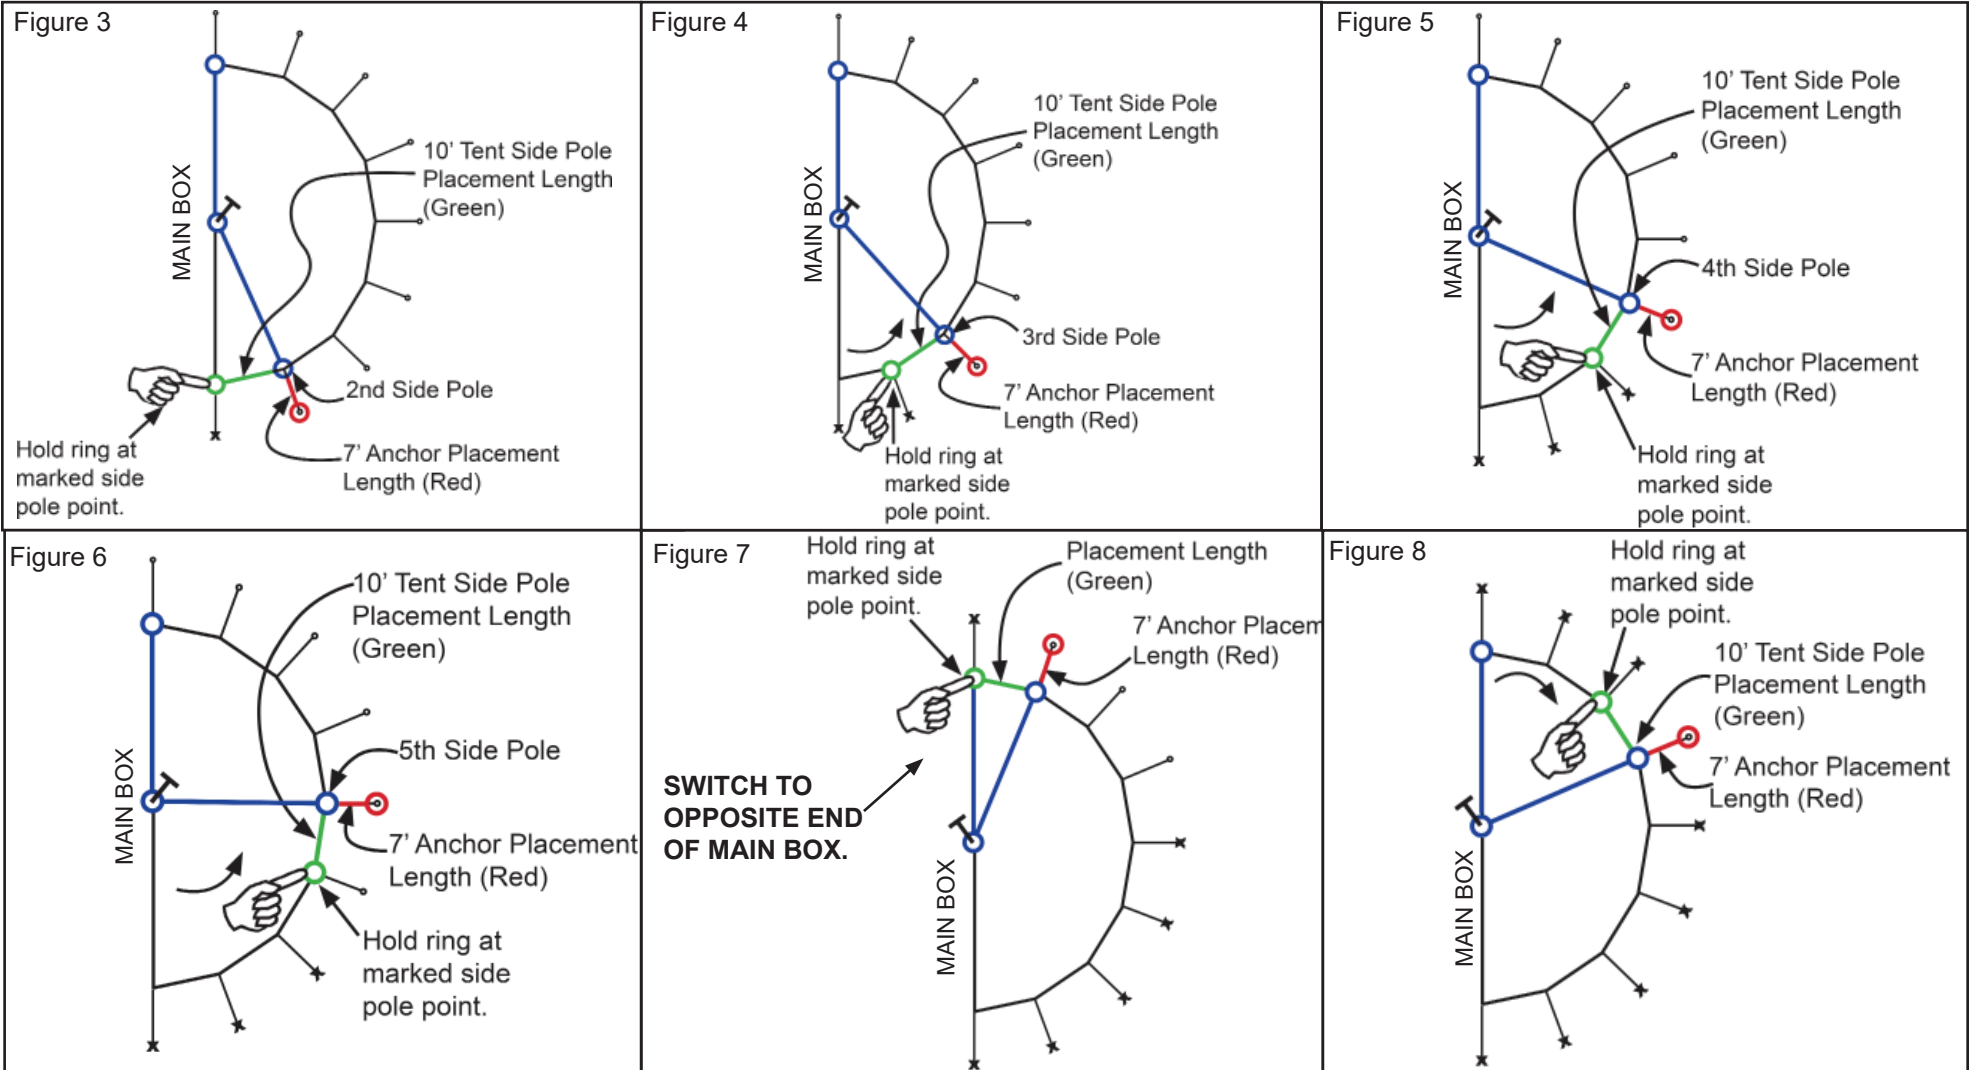 Figure 3
10' Tent Side Pole
Placement Length
(Green)
MAIN BOX
2nd Side Pole
Hold ring at
marked side
pole point.
7' Anchor Placement
Length (Red)
Figure 4
10' Tent Side Pole
Placement Length
(Green)
MAIN BOX
3rd Side Pole
7' Anchor Placement
Length (Red)
Hold ring at
marked side
pole point.
Figure 5
10' Tent Side Pole
Placement Length
(Green)
MAIN BOX
4th Side Pole
7' Anchor Placement
Length (Red)
Hold ring at
marked side
pole point.
Figure 6
10' Tent Side Pole
Placement Length
(Green)
5th Side Pole
MAIN BOX
7' Anchor Placement
Length (Red)
Hold ring at
marked side
pole point.
Figure 7
Hold ring at
marked side
pole point.
Placement Length
(Green)
7' Anchor Placem
Length (Red)
SWITCH TO
OPPOSITE END
OF MAIN BOX.
MAIN BOX
Figure 8
Hold ring at
marked side
pole point.
10' Tent Side Pole
Placement Length
(Green)
7' Anchor Placement
Length (Red)
MAIN BOX